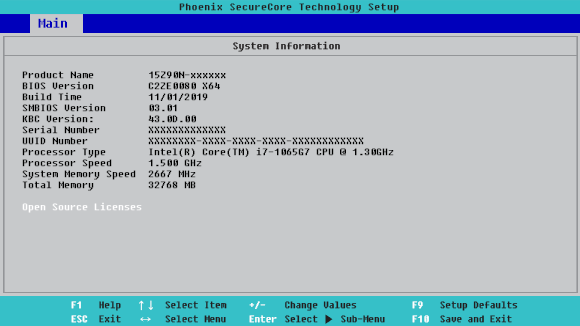 Phoenix SecureCore Technology Setup
Main
System Information
Product Name 15Z90N-xxxxxx
BIOS Version C2ZE0080 X64
Build Time 11/01/2019
SMBIOS Version 03.01
KBC Version: 43.0D.00
Serial Number XXXXXXXXXXXXX
UUID Number XXXXXXXX-XXXX-XXXX-XXXX-XXXXXXXXXXXX
Processor Type Intel(R) Core(TM) i7-1065G7 CPU @ 1.30GHz
Processor Speed 1.500 GHz
System Memory Speed 2667 MHz
Total Memory 32768 MB
Open Source Licenses
F1 Help ↑↓ Select Item +/- Change Values F9 Setup Defaults
ESC Exit ↔ Select Menu Enter Select ▶ Sub-Menu F10 Save and Exit